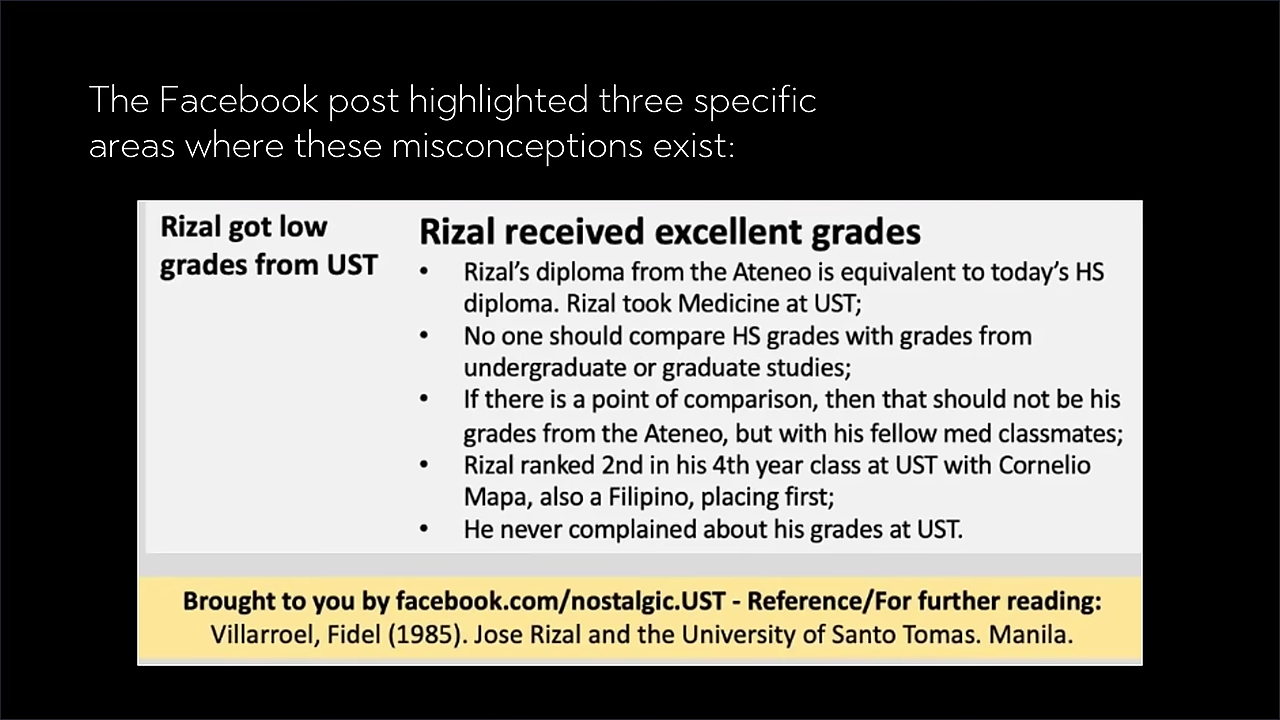 The Facebook post highlighted three specific
areas where these misconceptions exist:
Rizal got low
grades from UST
Rizal received excellent grades
• Rizal's diploma from the Ateneo is equivalent to today's HS
diploma. Rizal took Medicine at UST;
• No one should compare HS grades with grades from
undergraduate or graduate studies;
• If there is a point of comparison, then that should not be his
grades from the Ateneo, but with his fellow med classmates;
• Rizal ranked 2nd in his 4th year class at UST with Cornelio
Mapa, also a Filipino, placing first;
• He never complained about his grades at UST.
Brought to you by facebook.com/nostalgic.UST - Reference/For further reading:
Villarroel, Fidel (1985). Jose Rizal and the University of Santo Tomas. Manila.